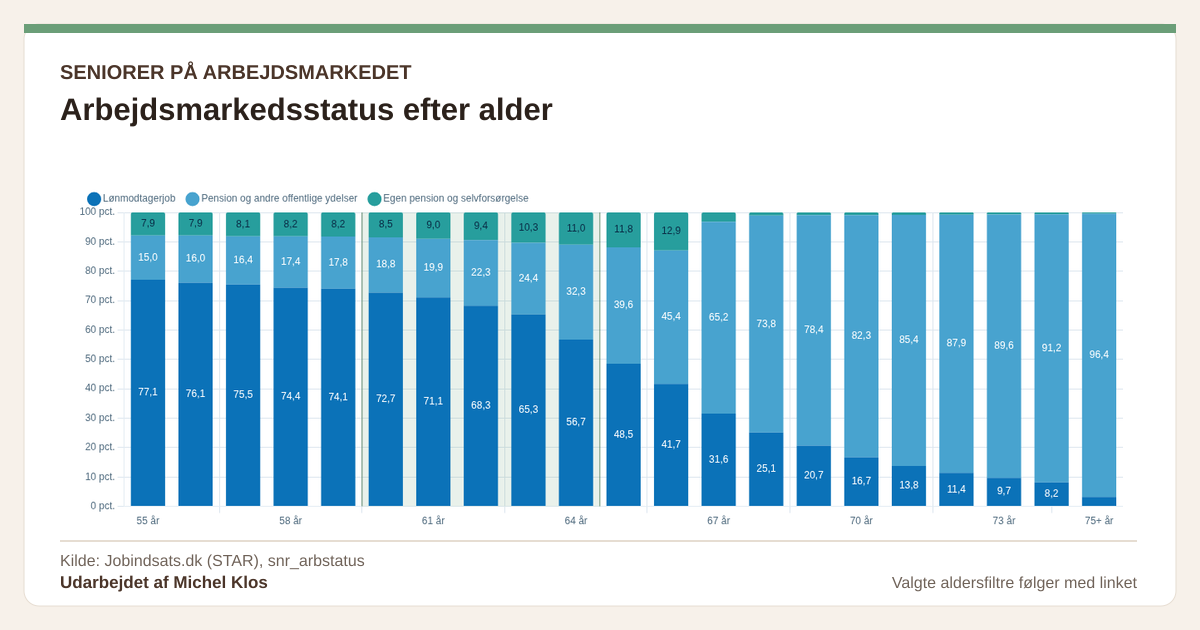 SENIORER PÅ ARBEJDSMARKEDET
Arbejdsmarkedsstatus efter alder
Lønmodtagerjob Pension og andre offentlige ydelser Egen pension og selvforsørgelse
100 pct.
90 pct.
80 pct.
70 pct.
60 pct.
50 pct.
40 pct.
30 pct.
20 pct.
10 pct.
0 pct.
7,9 7,9 8,1 8,2 8,2 8,5 9,0 9,4 10,3 11,0 11,8 12,9
15,0 16,0 16,4 17,4 17,8 18,8 19,9 22,3 24,4 32,3 39,6 45,4 65,2 73,8 78,4 82,3 85,4 87,9 89,6 91,2 96,4
77,1 76,1 75,5 74,4 74,1 72,7 71,1 68,3 65,3 56,7 48,5 41,7 31,6 25,1 20,7 16,7 13,8 11,4 9,7 8,2
55 år 58 år 61 år 64 år 67 år 70 år 73 år 75+ år
Kilde: Jobindsats.dk (STAR), snr_arbstatus
Udarbejdet af Michel Klos
Valgte aldersfiltre følger med linket